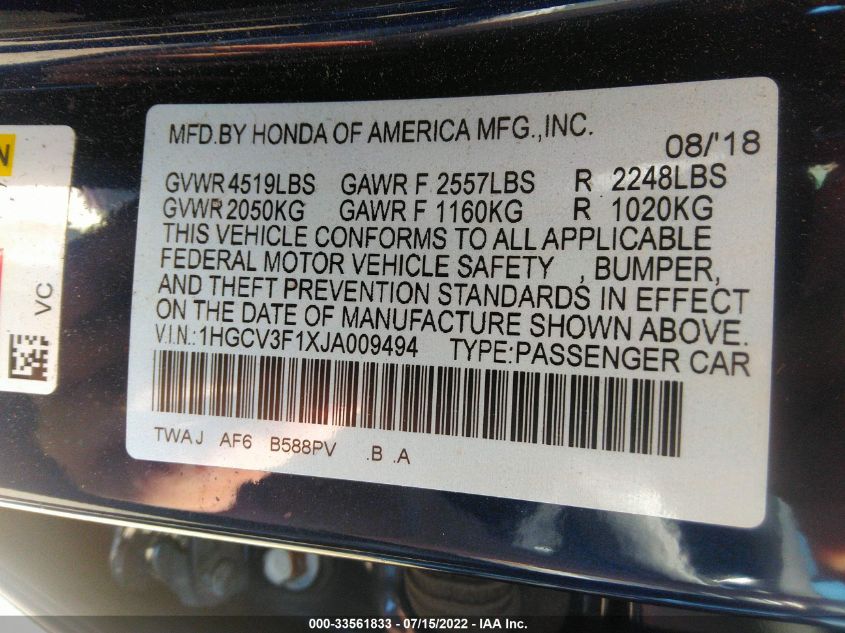 N
VC
MFD.BY HONDA OF AMERICA MFG.,INC.
08/'18
GVWR 4519LBS GAWR F 2557LBS R 2248LBS
GVWR 2050KG GAWR F 1160KG R 1020KG
THIS VEHICLE CONFORMS TO ALL APPLICABLE
FEDERAL MOTOR VEHICLE SAFETY , BUMPER,
AND THEFT PREVENTION STANDARDS IN EFFECT
ON THE DATE OF MANUFACTURE SHOWN ABOVE.
V.I.N.:1HGCV3F1XJA009494 TYPE:PASSENGER CAR
TWAJ AF6 B588PV .B .A
000-33561833 - 07/15/2022 - IAA Inc.